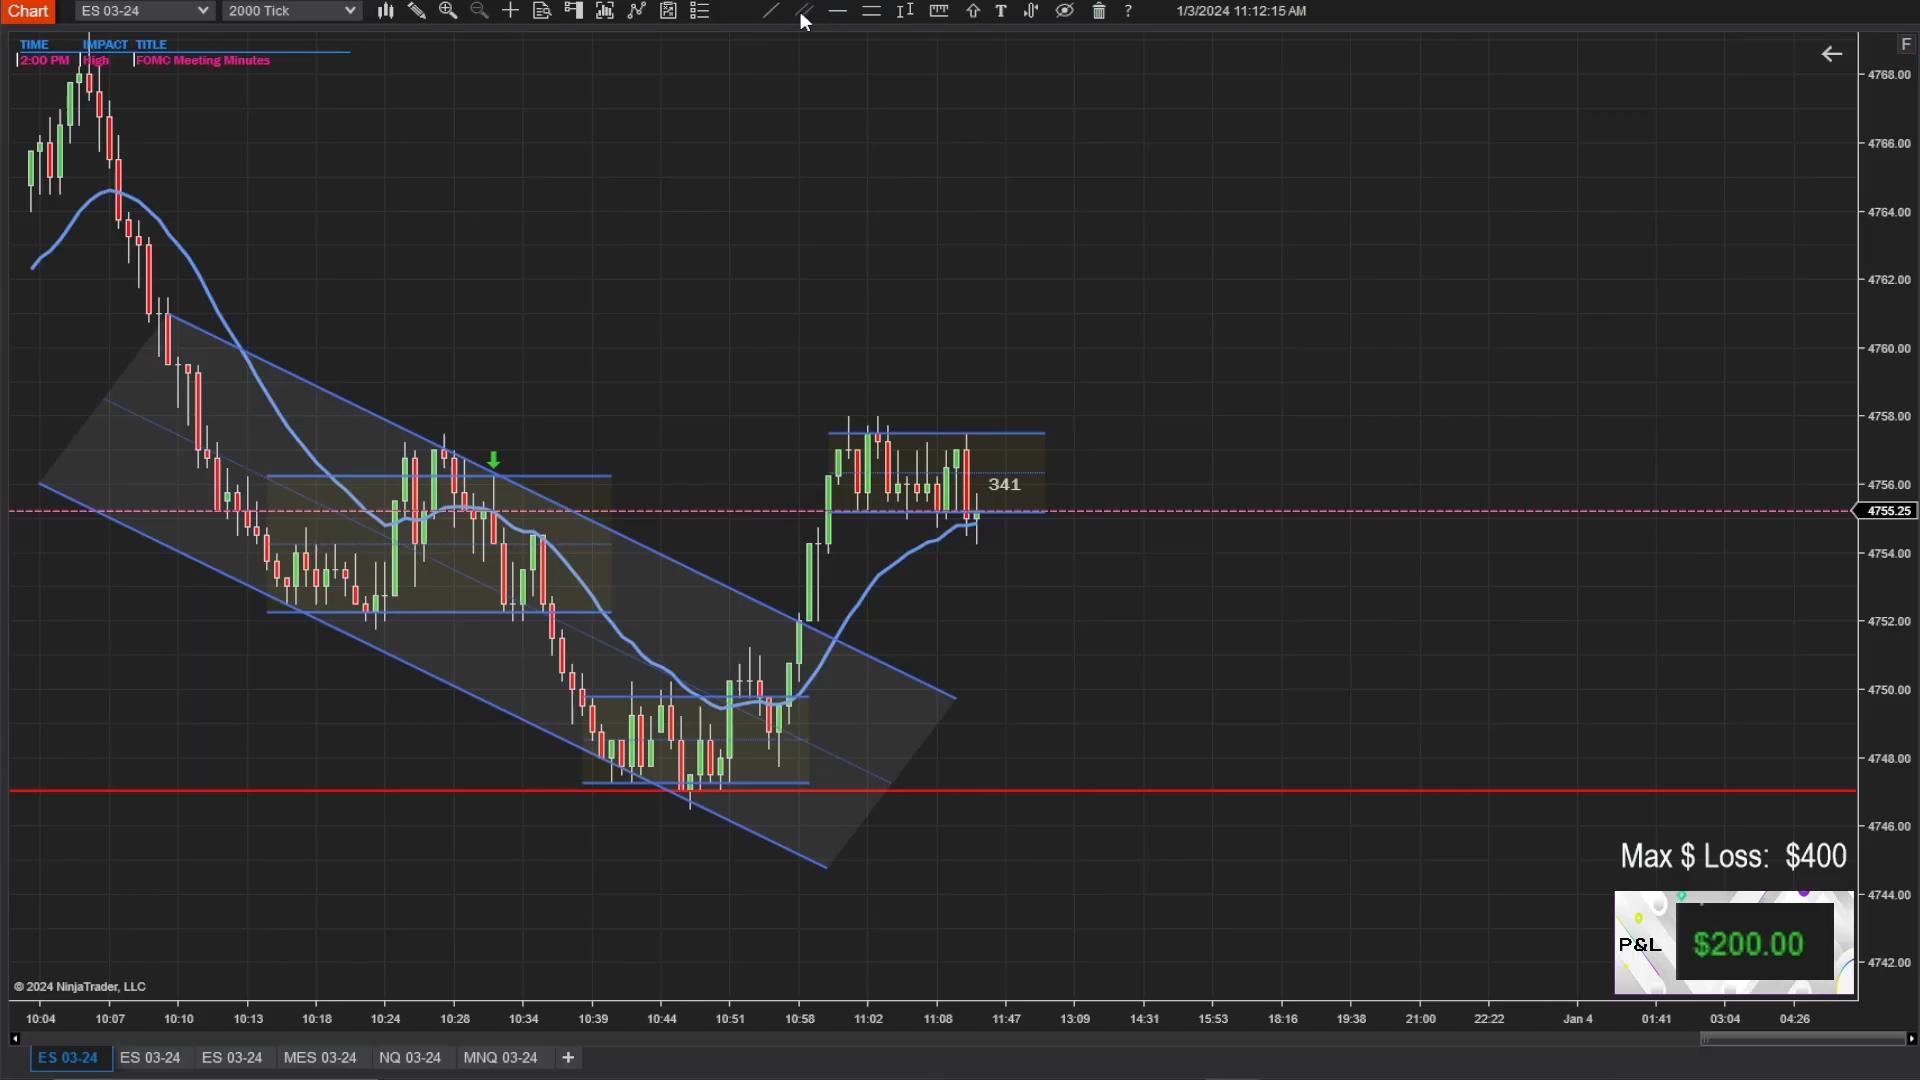 Chart ES 03-24 2000 Tick ? 1/3/2024 11:12:15 AM
TIME IMPACT TITLE
2:00 PM High FOMC Meeting Minutes
F
4768.00
4766.00
4764.00
4762.00
4760.00
4758.00
341
4756.00
4755.25
4754.00
4752.00
4750.00
4748.00
4746.00
Max $ Loss: $400
4744.00
P&L $200.00
4742.00
© 2024 NinjaTrader, LLC
10:04 10:07 10:10 10:13 10:18 10:24 10:28 10:34 10:39 10:44 10:51 10:58 11:02 11:08 11:47 13:09 14:31 15:53 18:16 19:38 21:00 22:22 Jan 4 01:41 03:04 04:26
ES 03-24 ES 03-24 ES 03-24 MES 03-24 NQ 03-24 MNQ 03-24 +